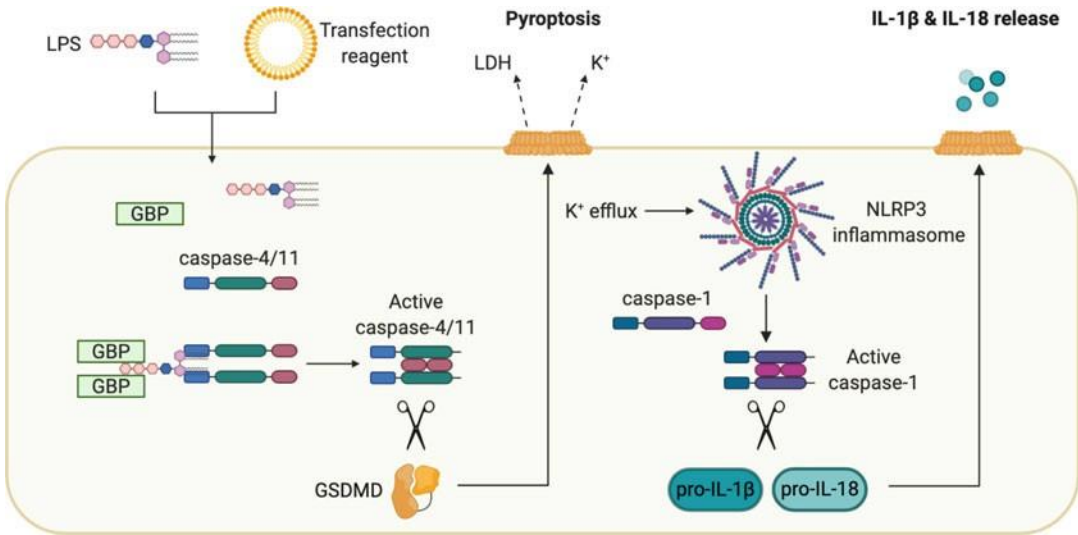 LPS
Transfection
reagent
Pyroptosis
LDH
K⁺
IL-1β & IL-18 release
GBP
caspase-4/11
GBP
GBP
Active
caspase-4/11
GSDMD
K⁺ efflux
NLRP3
inflammasome
caspase-1
Active
caspase-1
pro-IL-1β
pro-IL-18